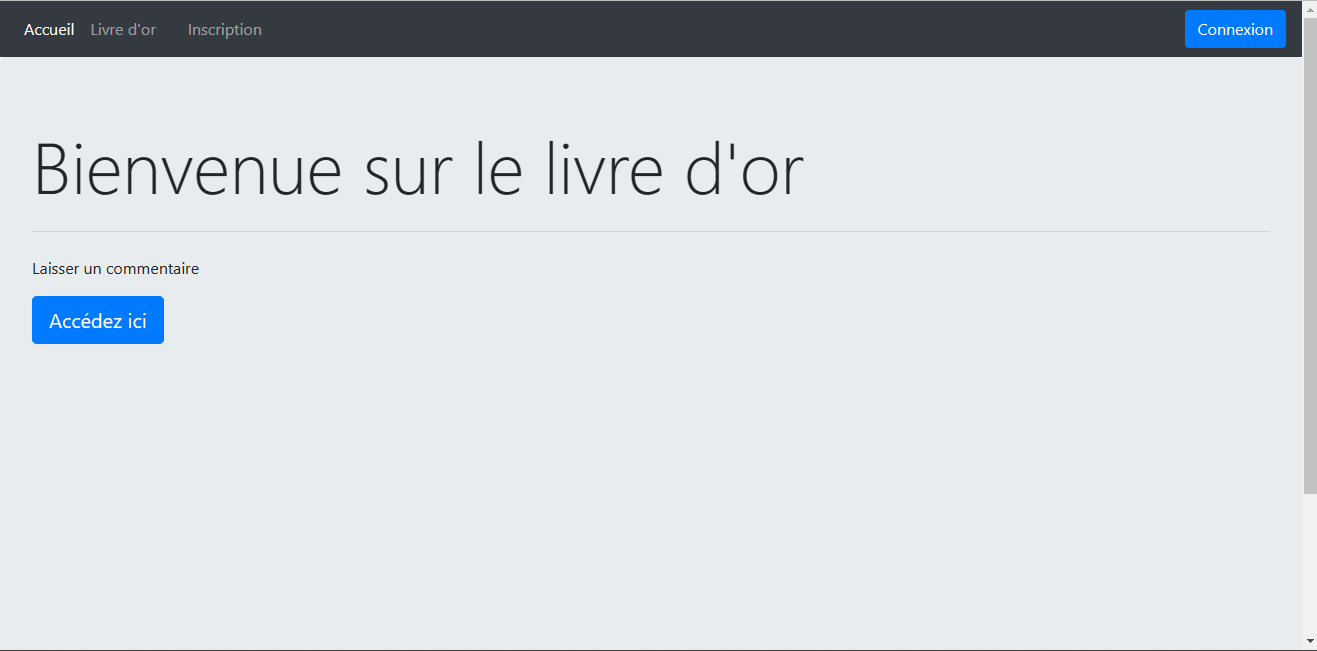 Accueil Livre d'or Inscription Connexion
Bienvenue sur le livre d'or
Laisser un commentaire
Accédez ici